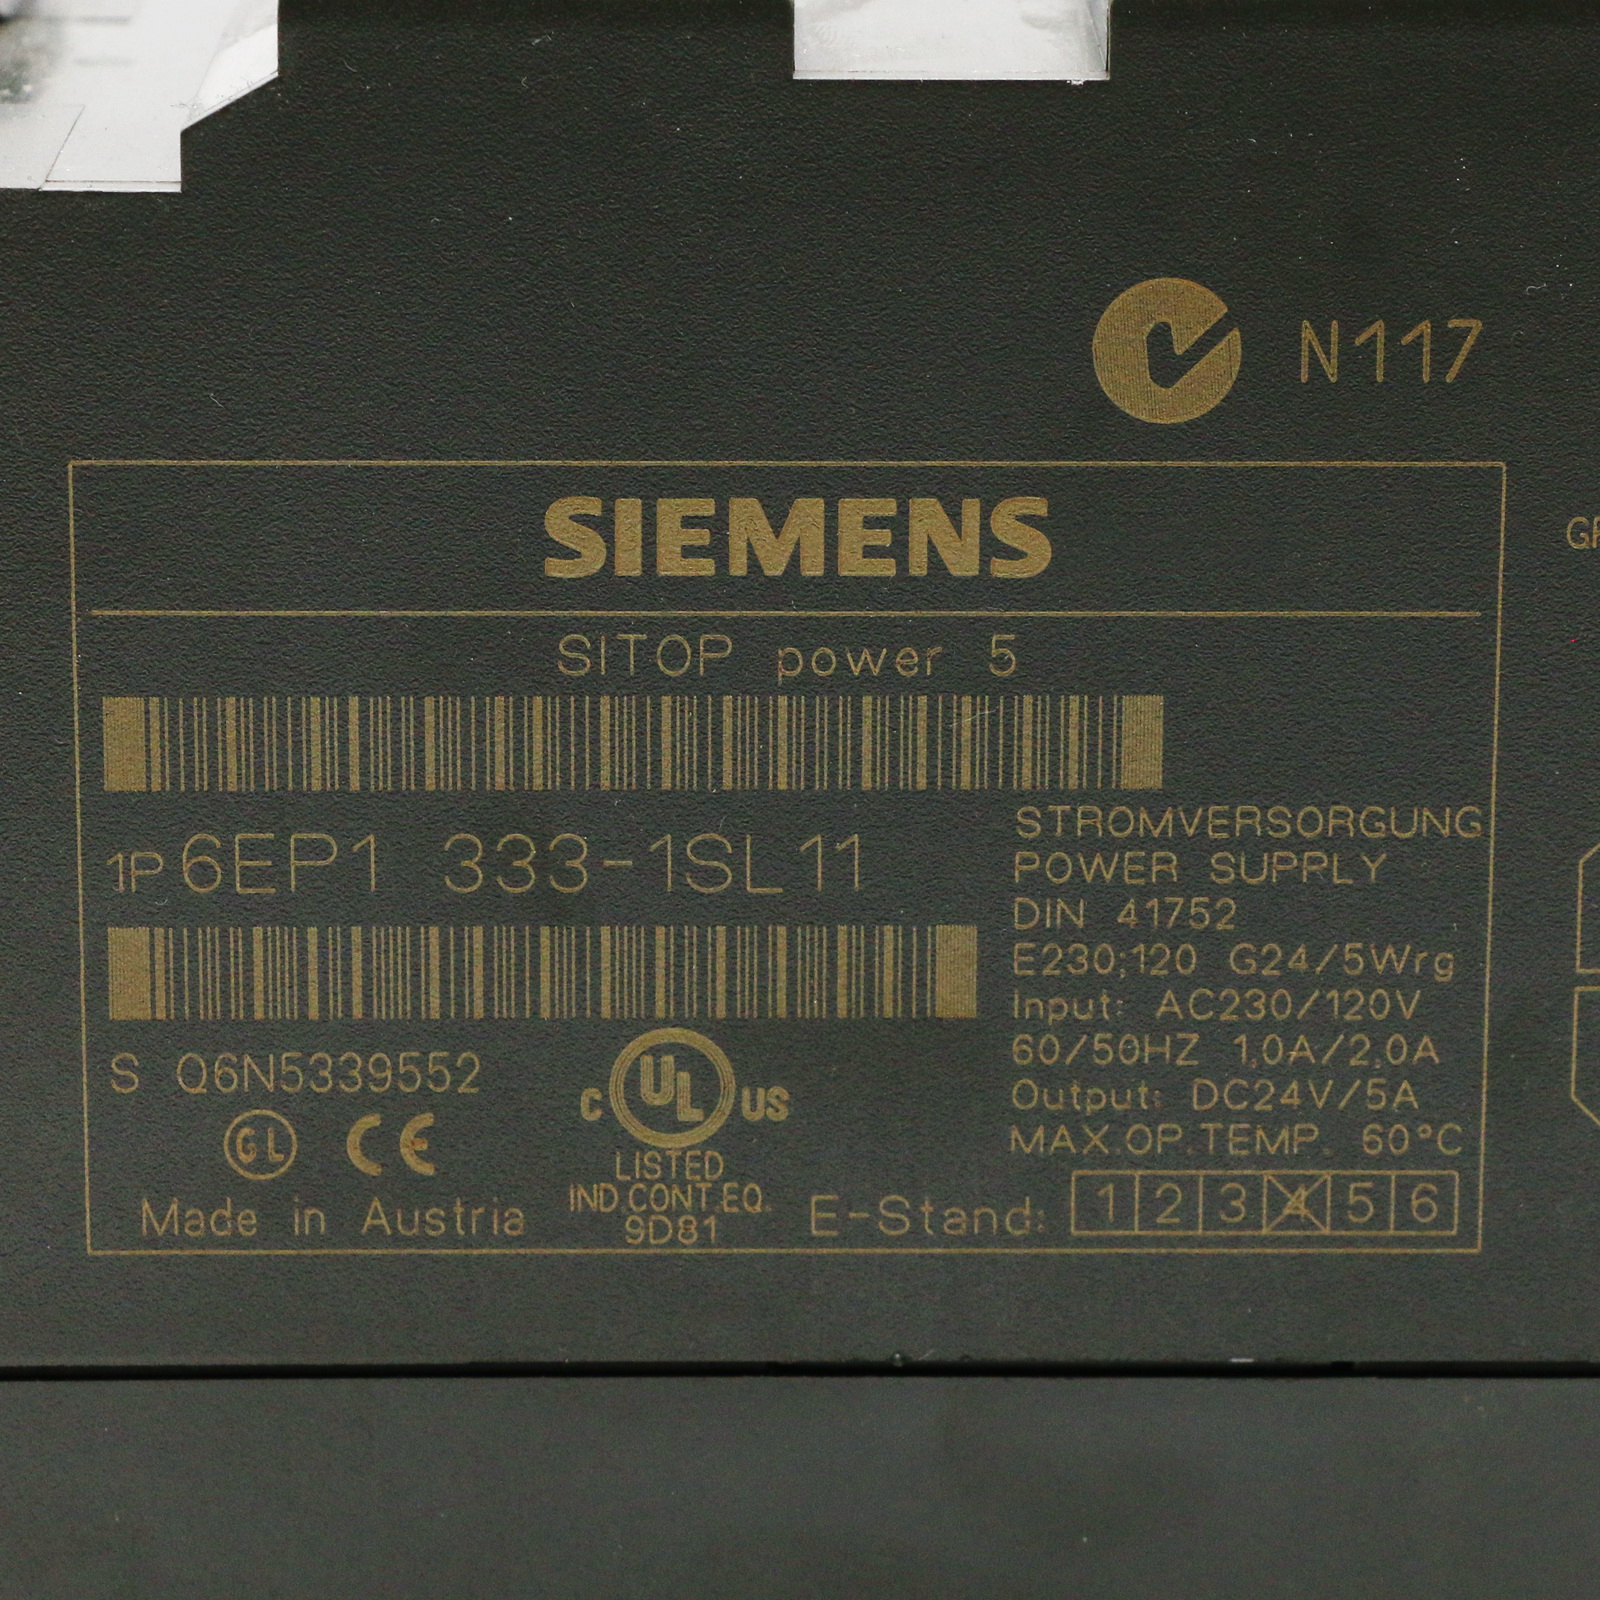 N117
SIEMENS
SITOP power 5
1P 6EP1 333-1SL11
S Q6N5339552
GL CE
C UL US
LISTED
IND.CONT.EQ.
9D81
Made in Austria
STROMVERSORGUNG
POWER SUPPLY
DIN 41752
E230;120 G24/5Wrg
Input: AC230/120V
60/50HZ 1,0A/2,0A
Output: DC24V/5A
MAX.OP.TEMP. 60°C
E-Stand: 1 2 3 4 5 6